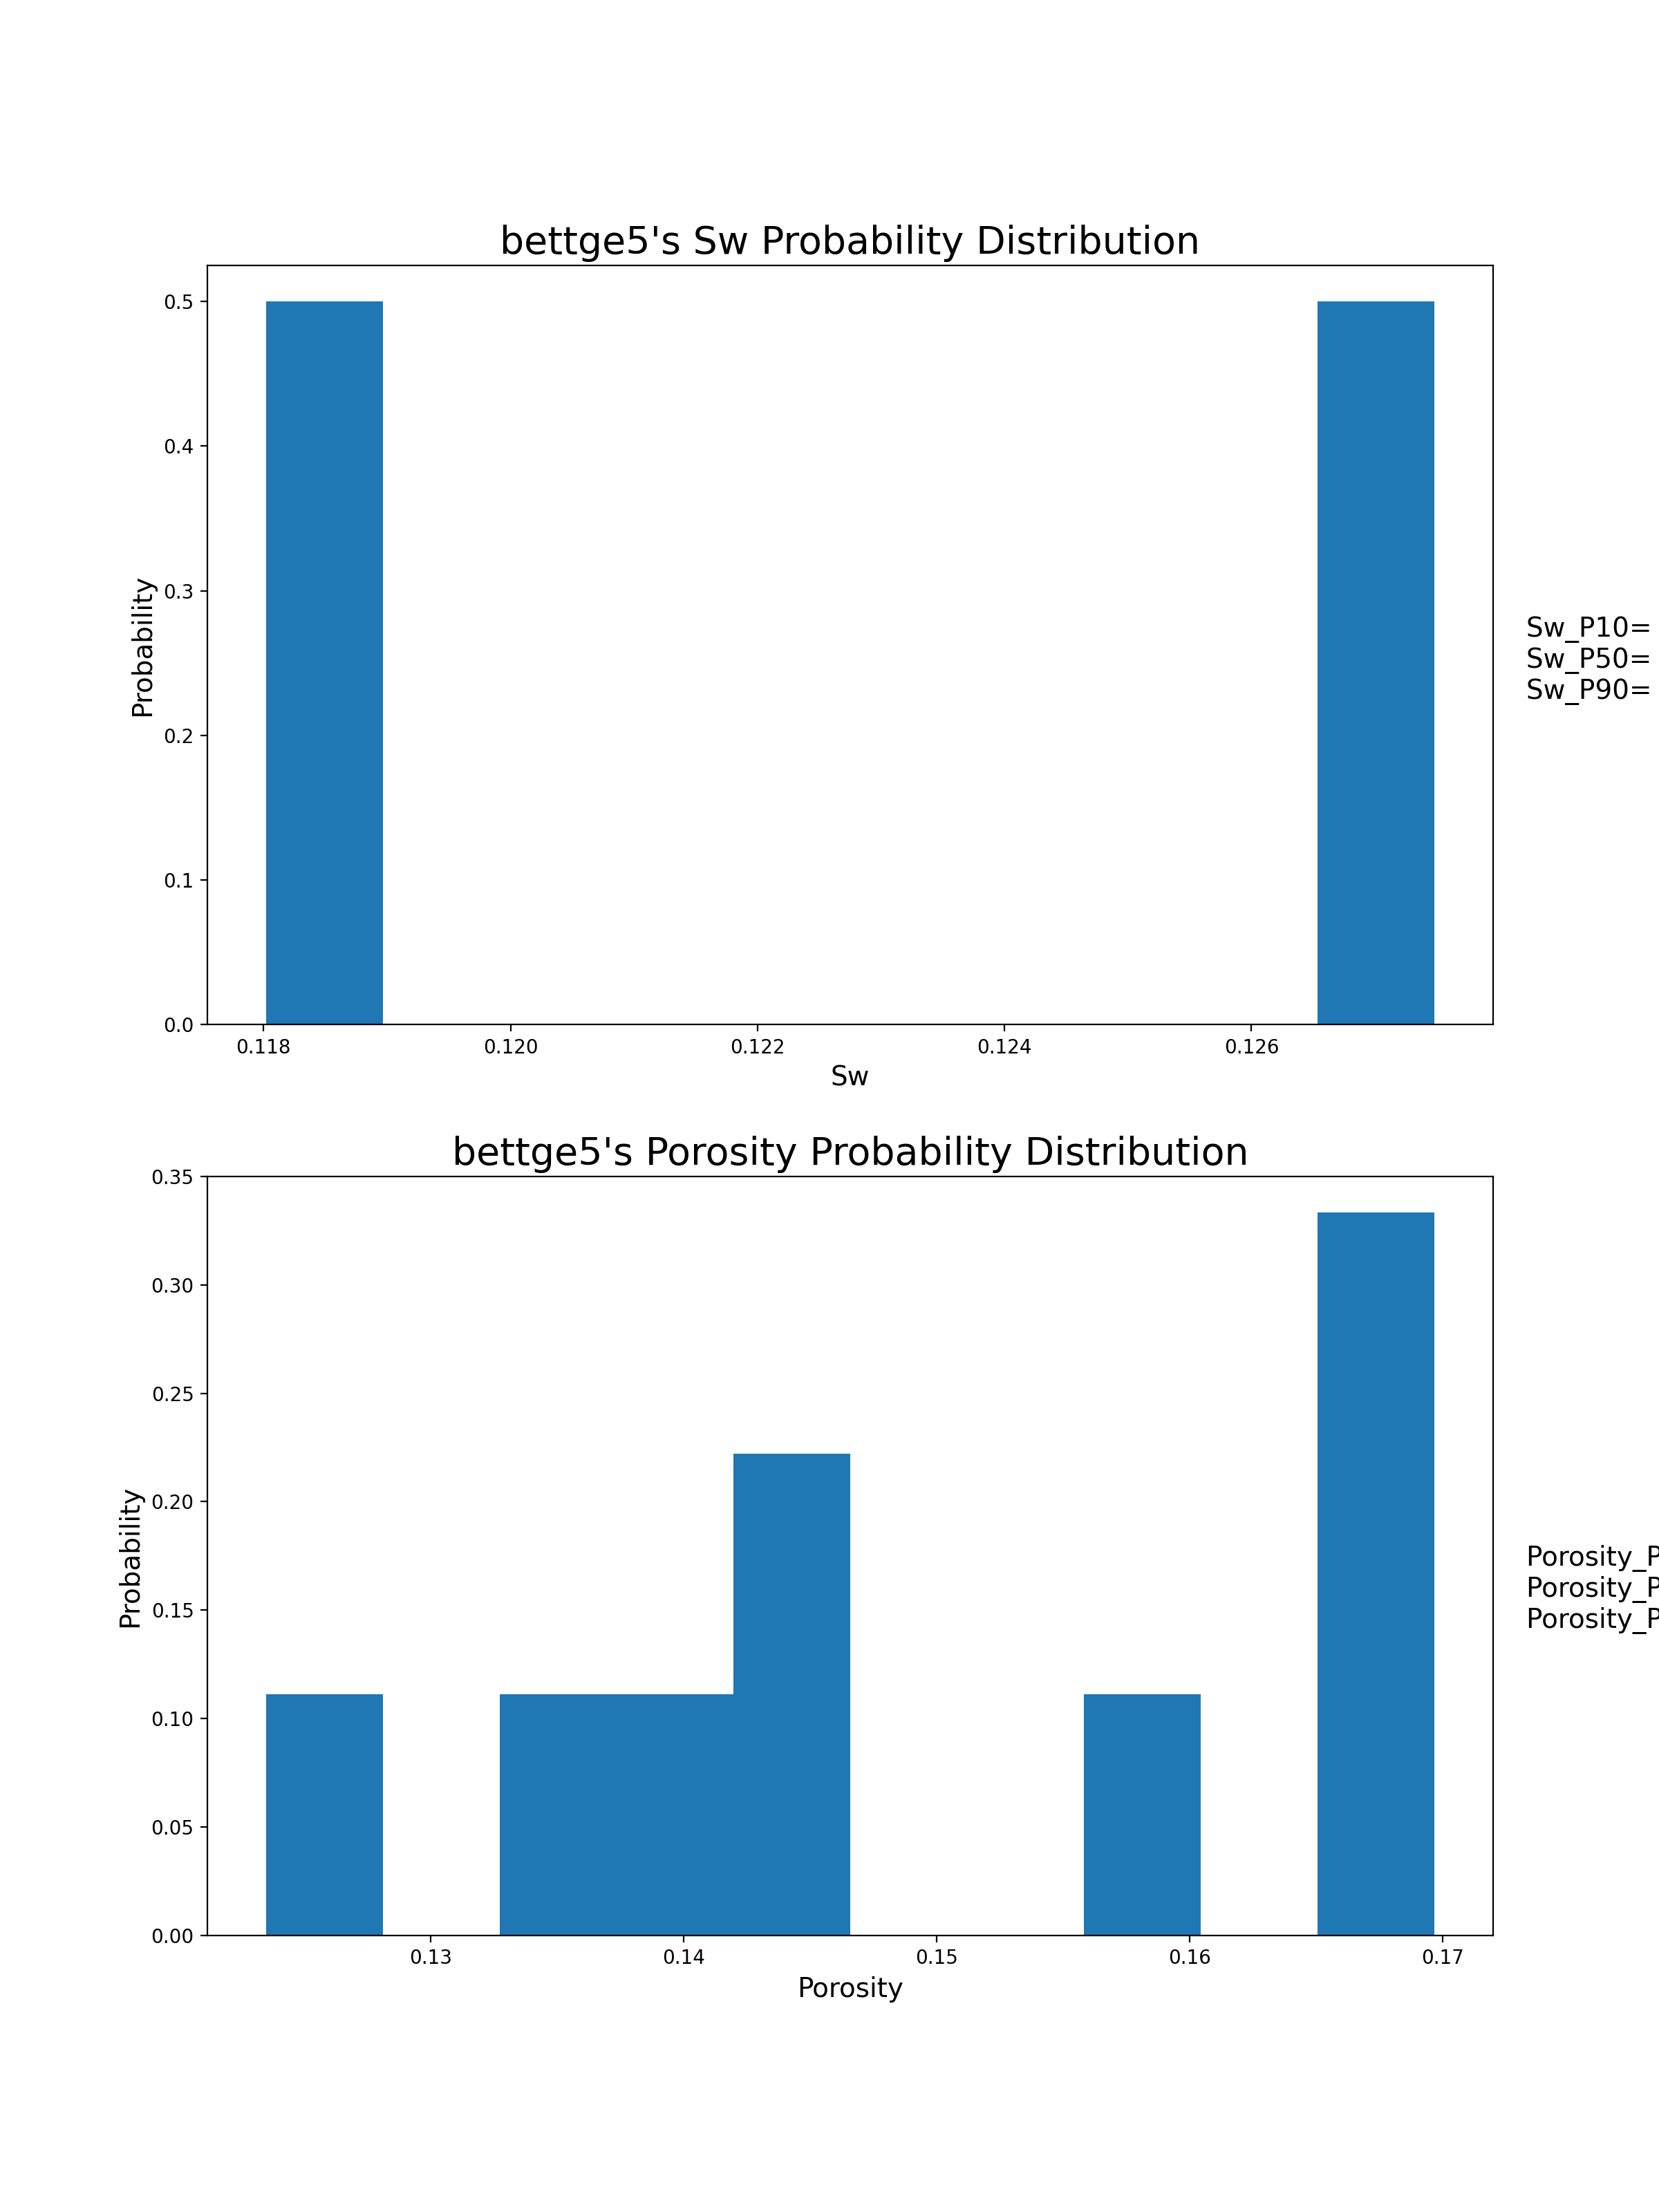 bettge5's Sw Probability Distribution
0.5
0.4
0.3
0.2
0.1
0.0
Probability
0.118 0.120 0.122 0.124 0.126
Sw
Sw_P10=
Sw_P50=
Sw_P90=
bettge5's Porosity Probability Distribution
0.35
0.30
0.25
0.20
0.15
0.10
0.05
0.00
Probability
0.13 0.14 0.15 0.16 0.17
Porosity
Porosity_P
Porosity_P
Porosity_P